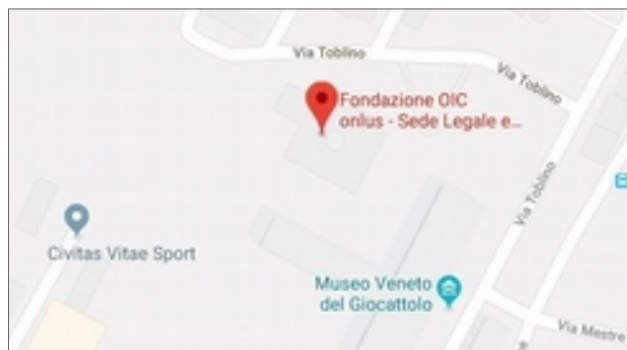 Via Toblino
Via Toblino
Fondazione OIC
onlus - Sede Legale e...
Via Toblino
Civitas Vitae Sport
Museo Veneto
del Giocattolo
Via Mestre